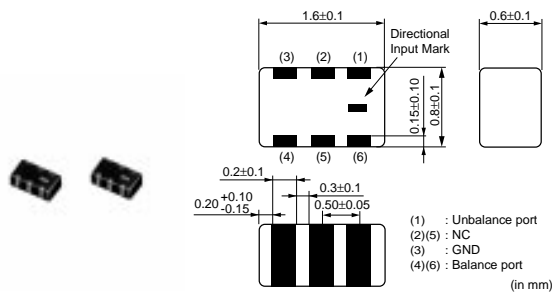 1.6±0.1
0.6±0.1
Directional
Input Mark
(3) (2) (1)
0.15±0.10
0.8±0.1
(4) (5) (6)
0.2±0.1
0.3±0.1
0.20 +0.10 -0.15
0.50±0.05
(1) : Unbalance port
(2)(5) : NC
(3) : GND
(4)(6) : Balance port
(in mm)